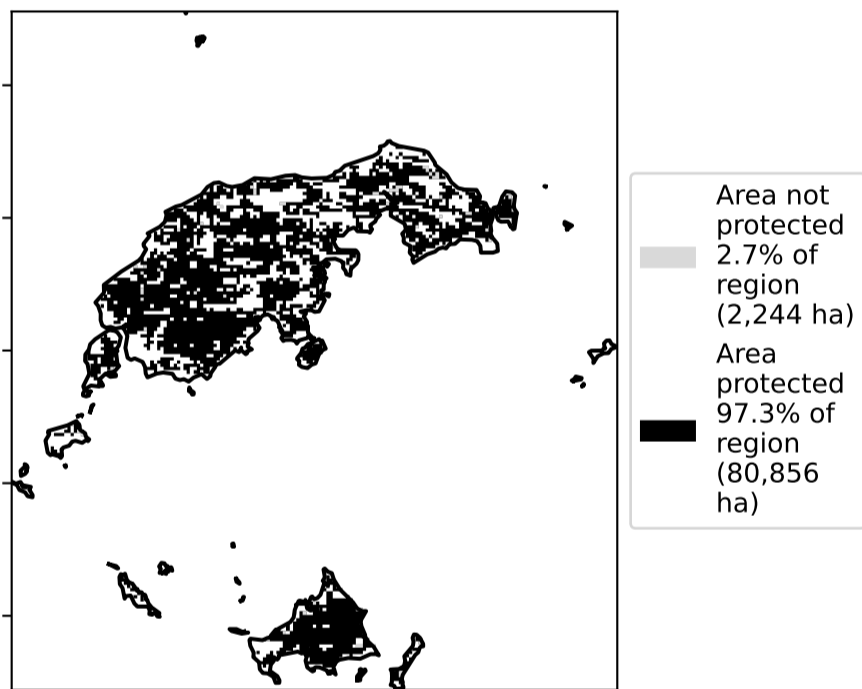 Area not
protected
2.7% of
region
(2,244 ha)
Area
protected
97.3% of
region
(80,856
ha)